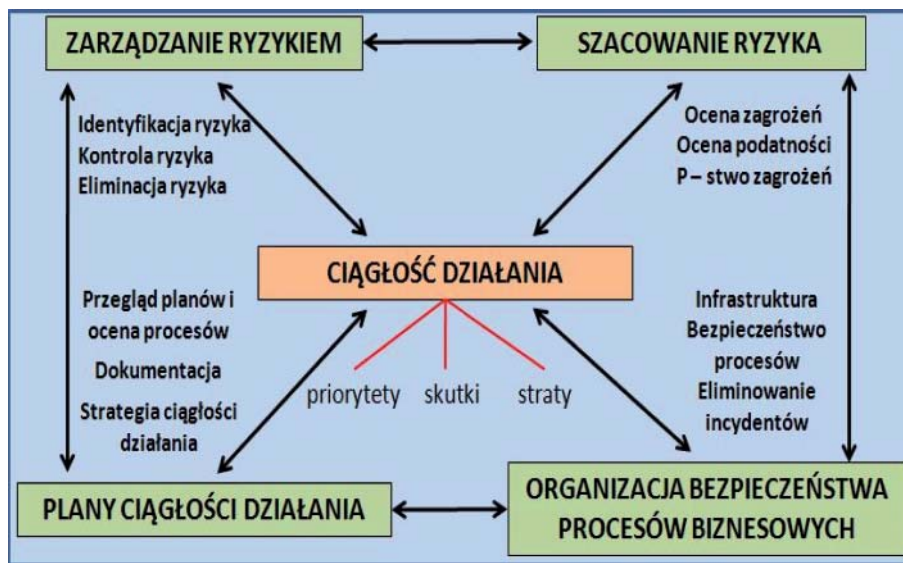 ZARZĄDZANIE RYZYKIEM
SZACOWANIE RYZYKA
Identyfikacja ryzyka
Kontrola ryzyka
Eliminacja ryzyka
Ocena zagrożeń
Ocena podatności
P – stwo zagrożeń
CIĄGŁOŚĆ DZIAŁANIA
priorytety
skutki
straty
Przegląd planów i
ocena procesów
Dokumentacja
Strategia ciągłości
działania
Infrastruktura
Bezpieczeństwo
procesów
Eliminowanie
incydentów
PLANY CIĄGŁOŚCI DZIAŁANIA
ORGANIZACJA BEZPIECZEŃSTWA
PROCESÓW BIZNESOWYCH